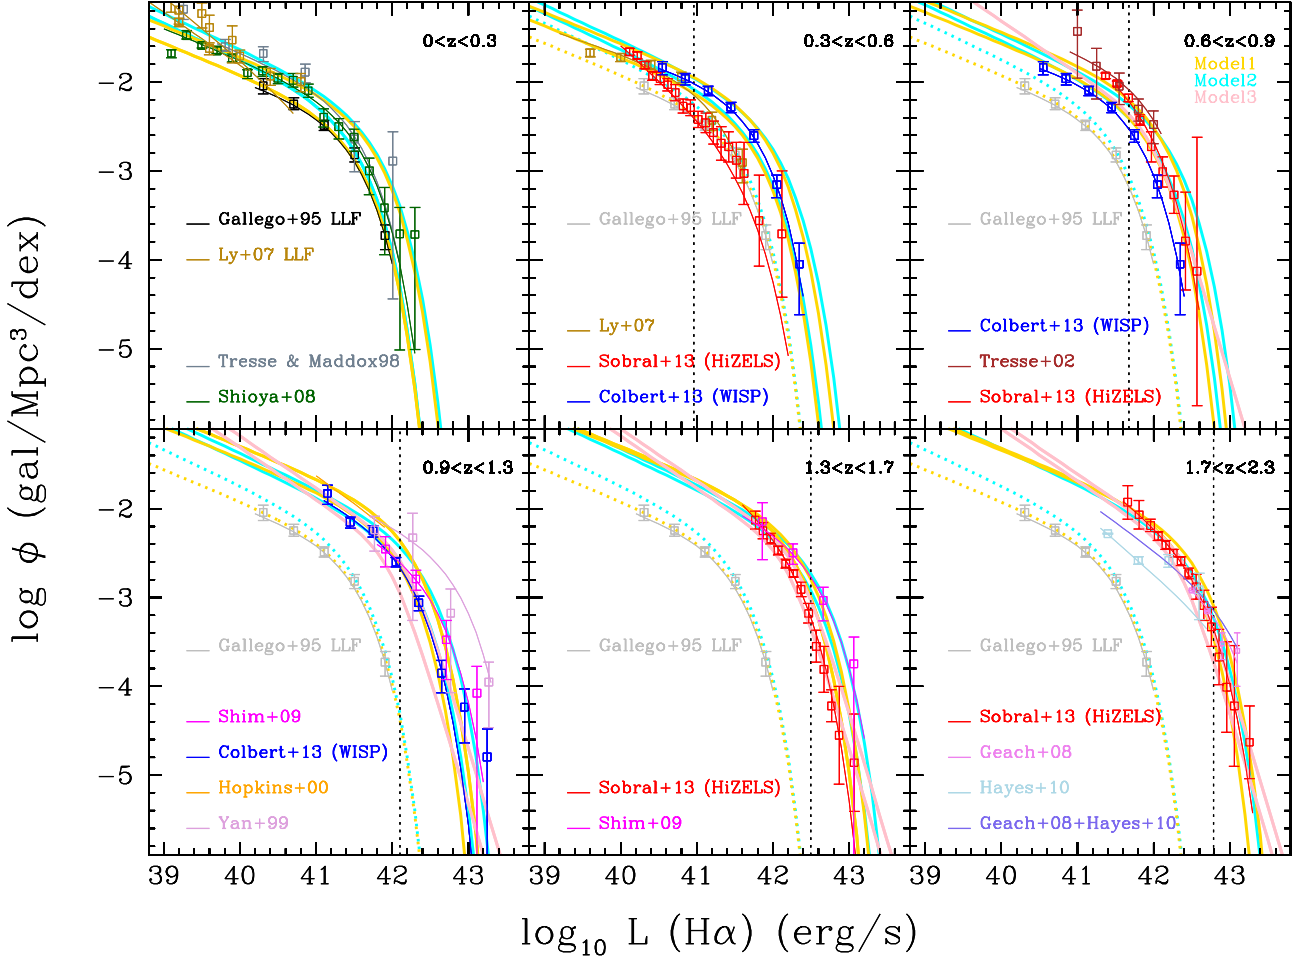 0<z<0.3
Gallego+95 LLF
Ly+07 LLF
Tresse & Maddox98
Shioya+08
0.3<z<0.6
Gallego+95 LLF
Ly+07
Sobral+13 (HiZELS)
Colbert+13 (WISP)
0.6<z<0.9
Model1
Model2
Model3
Gallego+95 LLF
Colbert+13 (WISP)
Tresse+02
Sobral+13 (HiZELS)
−2
−3
−4
−5
0.9<z<1.3
Gallego+95 LLF
Shim+09
Colbert+13 (WISP)
Hopkins+00
Yan+99
1.3<z<1.7
Gallego+95 LLF
Sobral+13 (HiZELS)
Shim+09
1.7<z<2.3
Gallego+95 LLF
Sobral+13 (HiZELS)
Geach+08
Hayes+10
Geach+08+Hayes+10
−2
−3
−4
−5
39 40 41 42 43 39 40 41 42 43 39 40 41 42 43
log ϕ (gal/Mpc³/dex)
log₁₀ L (Hα) (erg/s)